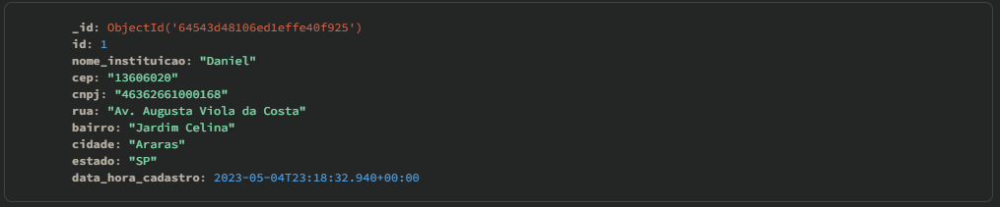 _id: ObjectId('64543d48106ed1effe40f925')
id: 1
nome_instituicao: "Daniel"
cep: "13606020"
cnpj: "46362661000168"
rua: "Av. Augusta Viola da Costa"
bairro: "Jardim Celina"
cidade: "Araras"
estado: "SP"
data_hora_cadastro: 2023-05-04T23:18:32.940+00:00